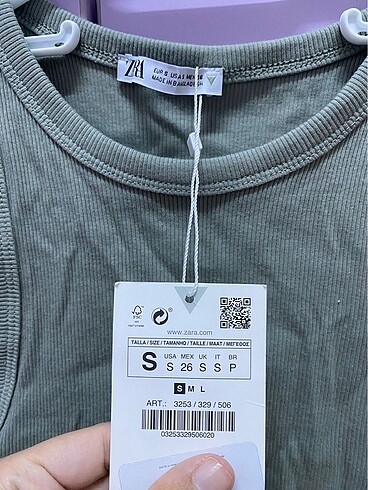 ZARA
EUR S USA S MEX 26
MADE IN BANGLADESH
FSC
www.zara.com
TALLA / SIZE / TAMANHO / TAILLE / MAAT / ΜΕΓΕΘΟΣ
S
USA MEX UK IT BR
S 26 S S P
S M L
ART.: 3253 / 329 / 506
03253329506020